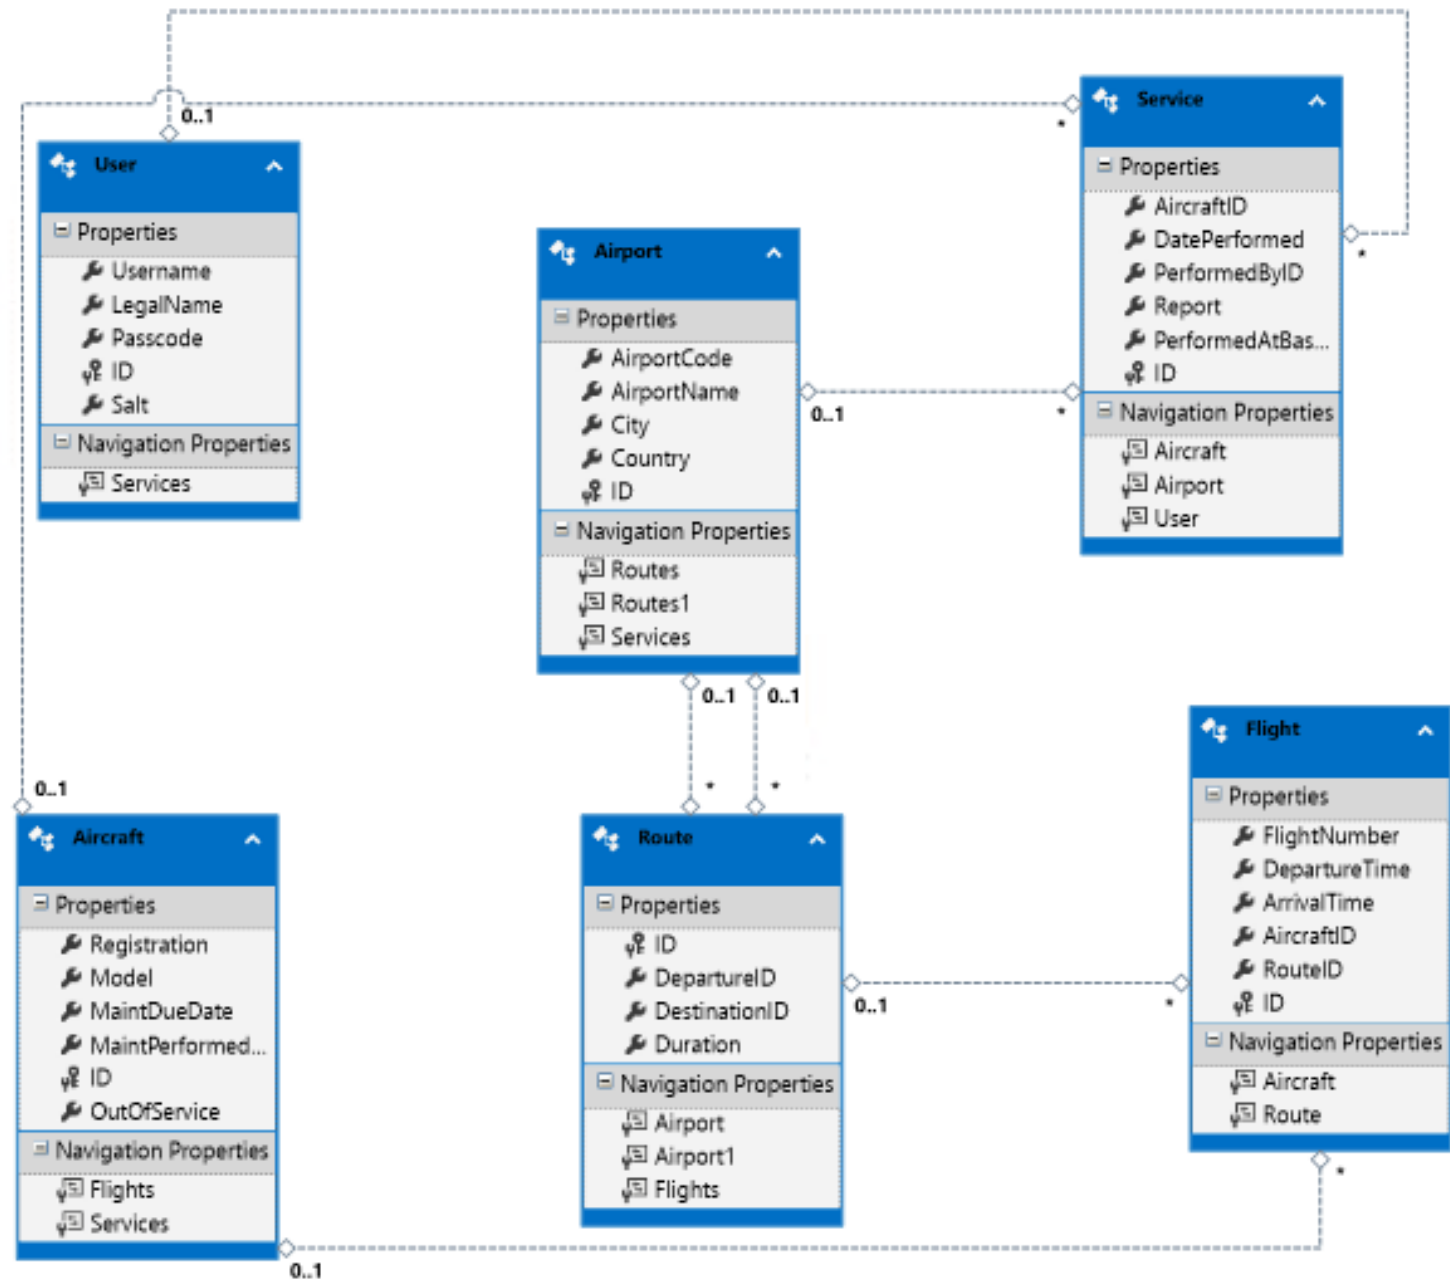 0..1
*
User
Properties
Username
LegalName
Passcode
ID
Salt
Navigation Properties
Services
Service
Properties
AircraftID
DatePerformed
PerformedByID
Report
PerformedAtBas...
ID
Navigation Properties
Aircraft
Airport
User
*
Airport
Properties
AirportCode
AirportName
City
Country
ID
Navigation Properties
Routes
Routes1
Services
0..1
*
0..1
0..1
*
*
0..1
Aircraft
Properties
Registration
Model
MaintDueDate
MaintPerformed...
ID
OutOfService
Navigation Properties
Flights
Services
0..1
Route
Properties
ID
DepartureID
DestinationID
Duration
Navigation Properties
Airport
Airport1
Flights
0..1
*
Flight
Properties
FlightNumber
DepartureTime
ArrivalTime
AircraftID
RouteID
ID
Navigation Properties
Aircraft
Route
*